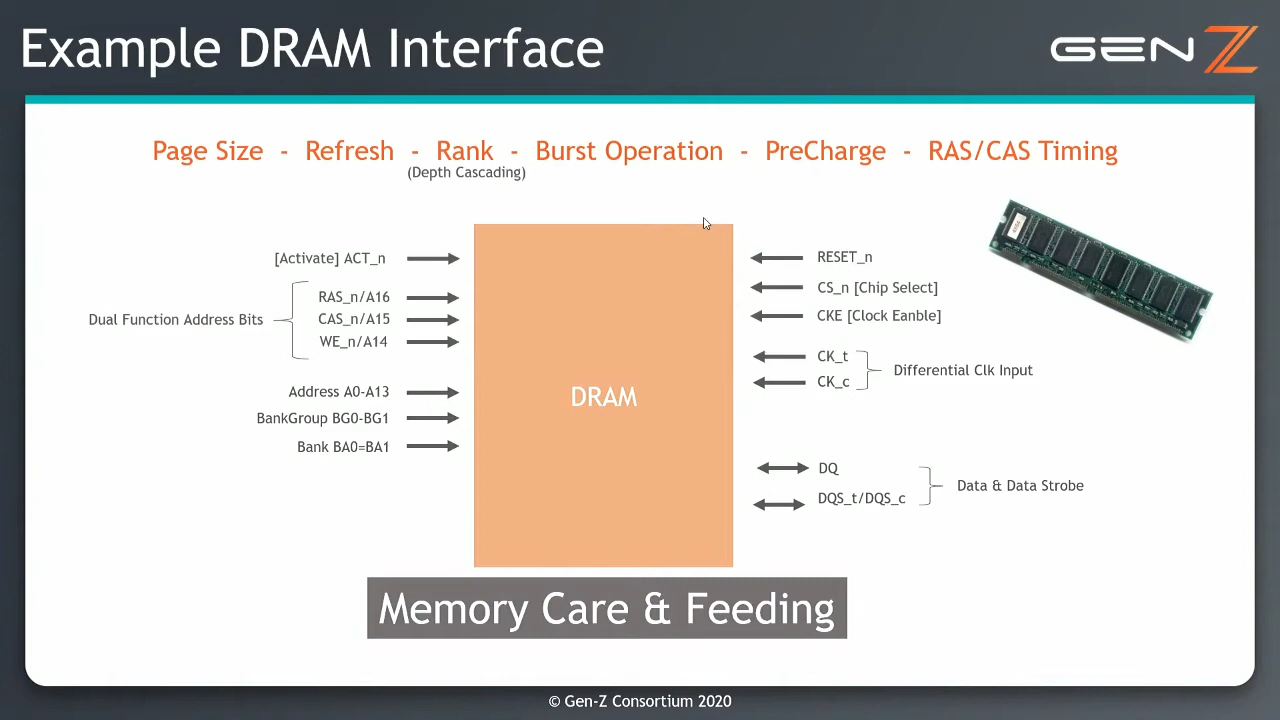 Example DRAM Interface
GEN Z
Page Size - Refresh - Rank - Burst Operation - PreCharge - RAS/CAS Timing
(Depth Cascading)
[Activate] ACT_n
Dual Function Address Bits
RAS_n/A16
CAS_n/A15
WE_n/A14
Address A0-A13
BankGroup BG0-BG1
Bank BA0=BA1
DRAM
RESET_n
CS_n [Chip Select]
CKE [Clock Eanble]
CK_t
CK_c
Differential Clk Input
DQ
DQS_t/DQS_c
Data & Data Strobe
Memory Care & Feeding
© Gen-Z Consortium 2020